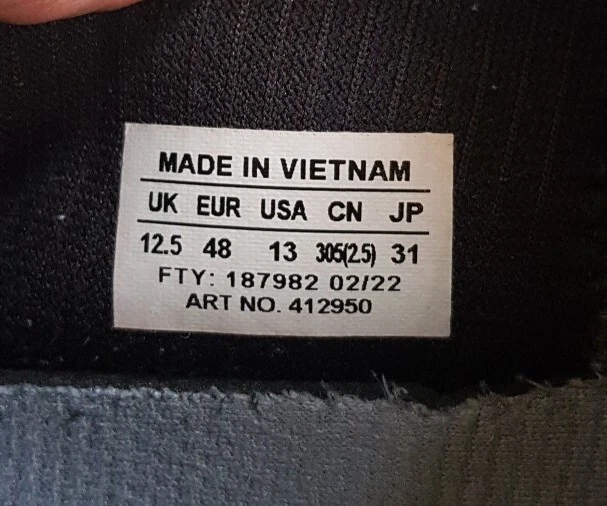 MADE IN VIETNAM
UK EUR USA CN JP
12.5 48 13 305(2.5) 31
FTY: 187982 02/22
ART NO. 412950